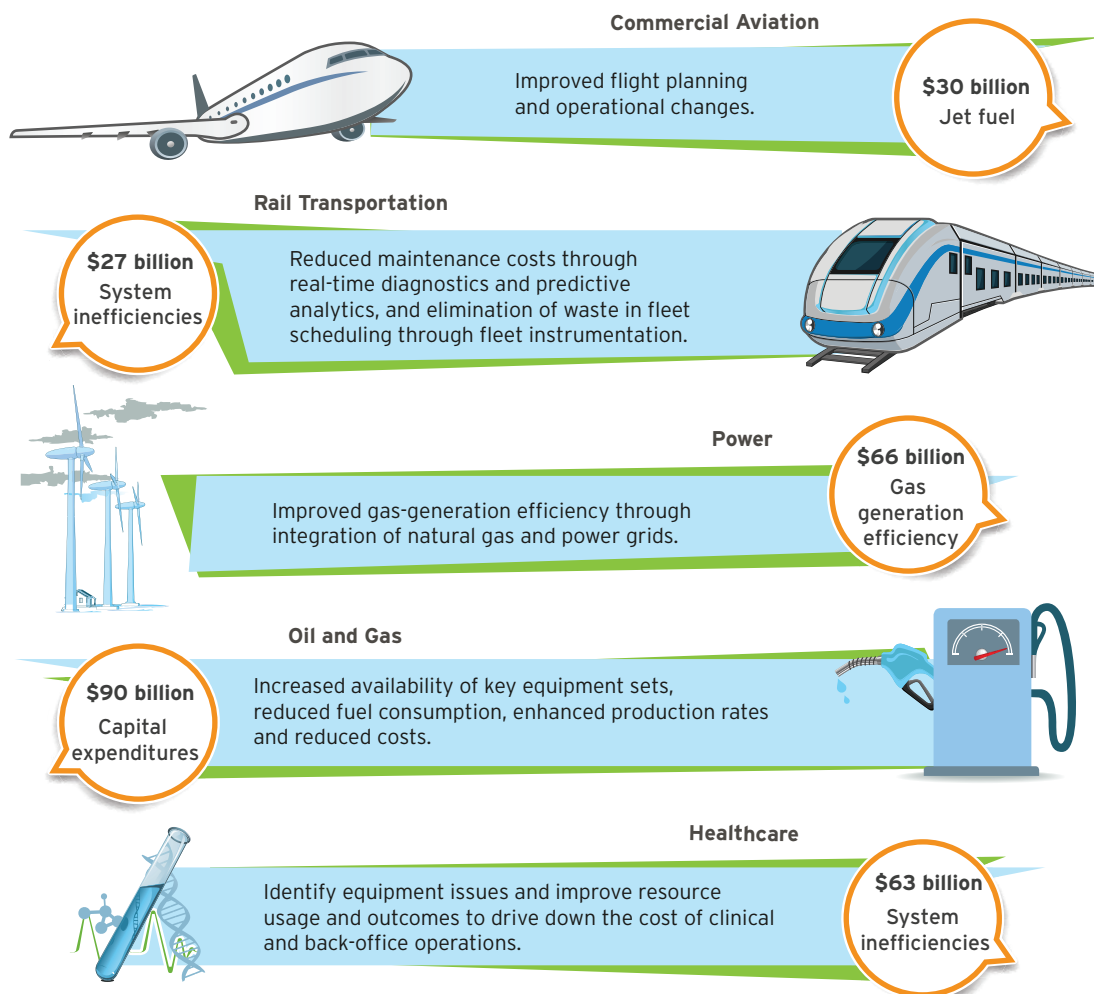 Commercial Aviation
Improved flight planning
and operational changes.
$30 billion
Jet fuel
Rail Transportation
$27 billion
System
inefficiencies
Reduced maintenance costs through
real-time diagnostics and predictive
analytics, and elimination of waste in fleet
scheduling through fleet instrumentation.
Power
Improved gas-generation efficiency through
integration of natural gas and power grids.
$66 billion
Gas
generation
efficiency
Oil and Gas
$90 billion
Capital
expenditures
Increased availability of key equipment sets,
reduced fuel consumption, enhanced production rates
and reduced costs.
Healthcare
Identify equipment issues and improve resource
usage and outcomes to drive down the cost of clinical
and back-office operations.
$63 billion
System
inefficiencies